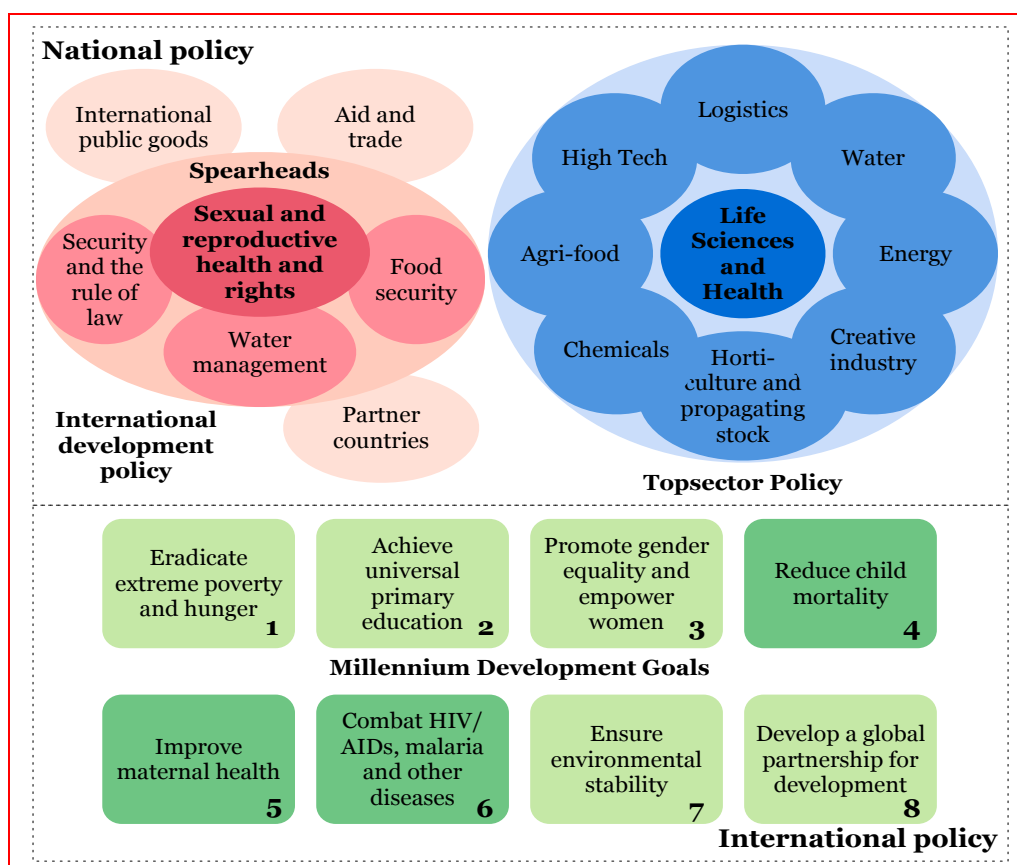 National policy
International
public goods
Aid and
trade
Spearheads
Sexual and
reproductive
health and
rights
Security
and the
rule of
law
Food
security
Water
management
International
development
policy
Partner
countries
Logistics
High Tech
Water
Life
Sciences
and
Health
Agri-food
Energy
Chemicals
Creative
industry
Horti-
culture and
propagating
stock
Topsector Policy
Eradicate
extreme poverty
and hunger
1
Achieve
universal
primary
education
2
Promote gender
equality and
empower
women
3
Reduce child
mortality
4
Millennium Development Goals
Improve
maternal health
5
Combat HIV/
AIDs, malaria
and other
diseases
6
Ensure
environmental
stability
7
Develop a global
partnership for
development
8
International policy